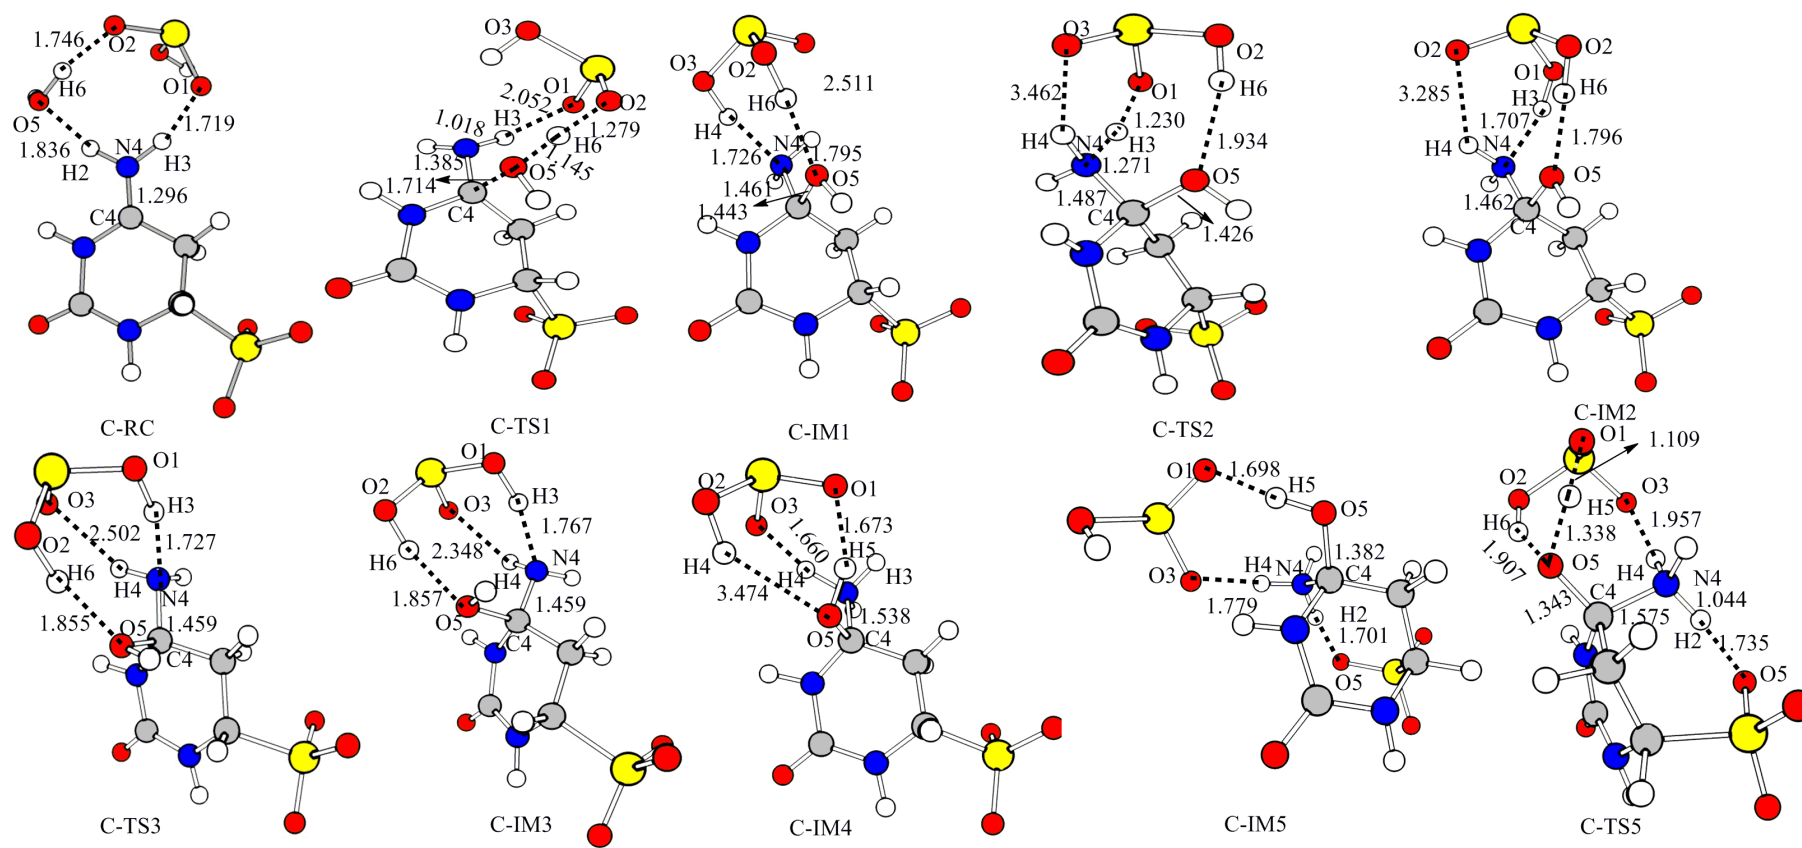 O2
1.746
H6
O1
O5
1.719
1.836
N4
H3
H2
1.296
C4
C-RC
O3
O1
2.052
O2
H3
1.018
1.279
H6
1.145
1.385
O5
1.714
C4
C-TS1
O3
O2
2.511
H6
H4
N4
1.726
1.795
O5
1.461
1.443
C-IM1
O3
O2
O1
H6
3.462
1.230
H4
N4
H3
1.934
1.271
O5
1.487
C4
1.426
C-TS2
O2
O2
O1
H6
3.285
H3
1.707
1.796
H4
N4
O5
1.462
C4
C-IM2
O1
O3
H3
2.502
O2
1.727
H6
H4
N4
1.855
O5
1.459
C4
C-TS3
O1
O2
O3
H3
1.767
H6
2.348
N4
H4
1.857
O5
1.459
C4
C-IM3
O2
O1
O3
1.660
1.673
H5
H4
H4
H3
3.474
1.538
O5
C4
C-IM4
O1
1.698
H5
O5
1.382
O3
H4
N4
C4
1.779
H2
1.701
O5
C-IM5
O1
1.109
O2
O3
H5
H6
1.338
1.957
1.907
O5
H4
N4
C4
1.044
1.343
1.575
H2
1.735
O5
C-TS5